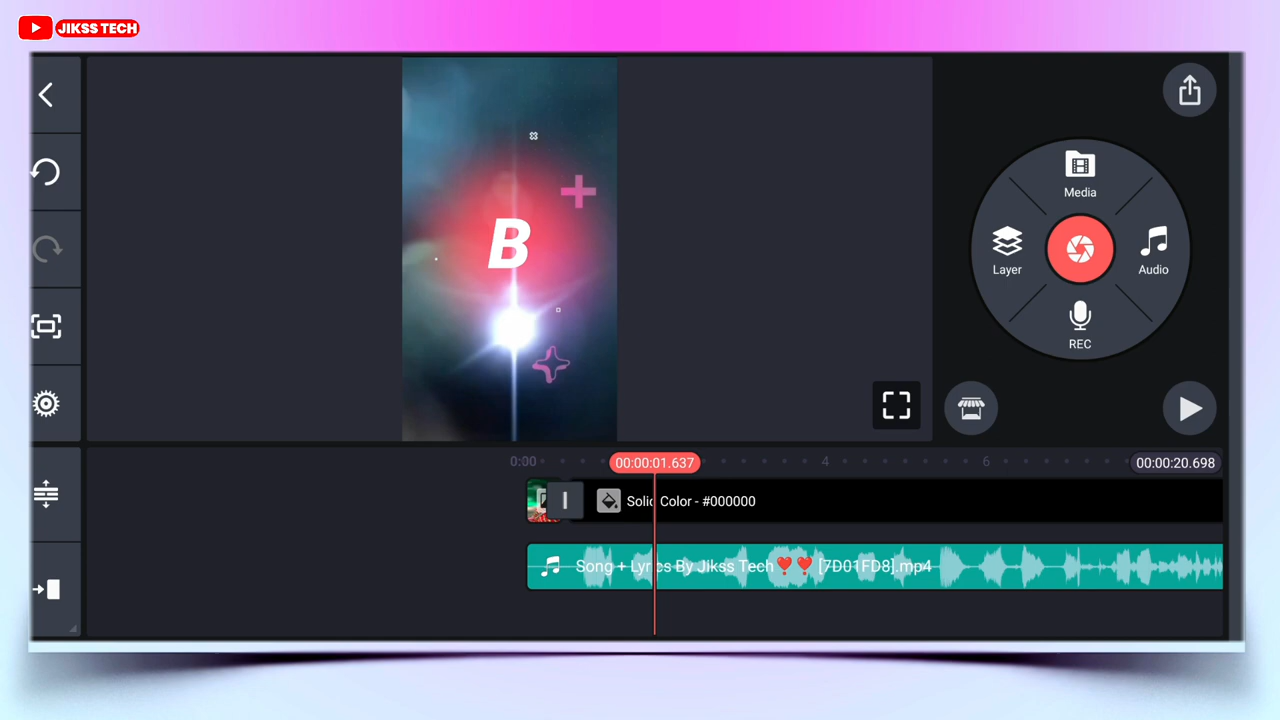 JIKSS TECH
Media
Layer
Audio
REC
B
0:00
00:00:01.637
4
6
00:00:20.698
Solid Color - #000000
Song + Lyrics By Jikss Tech❣️❣️ [7D01FD8].mp4